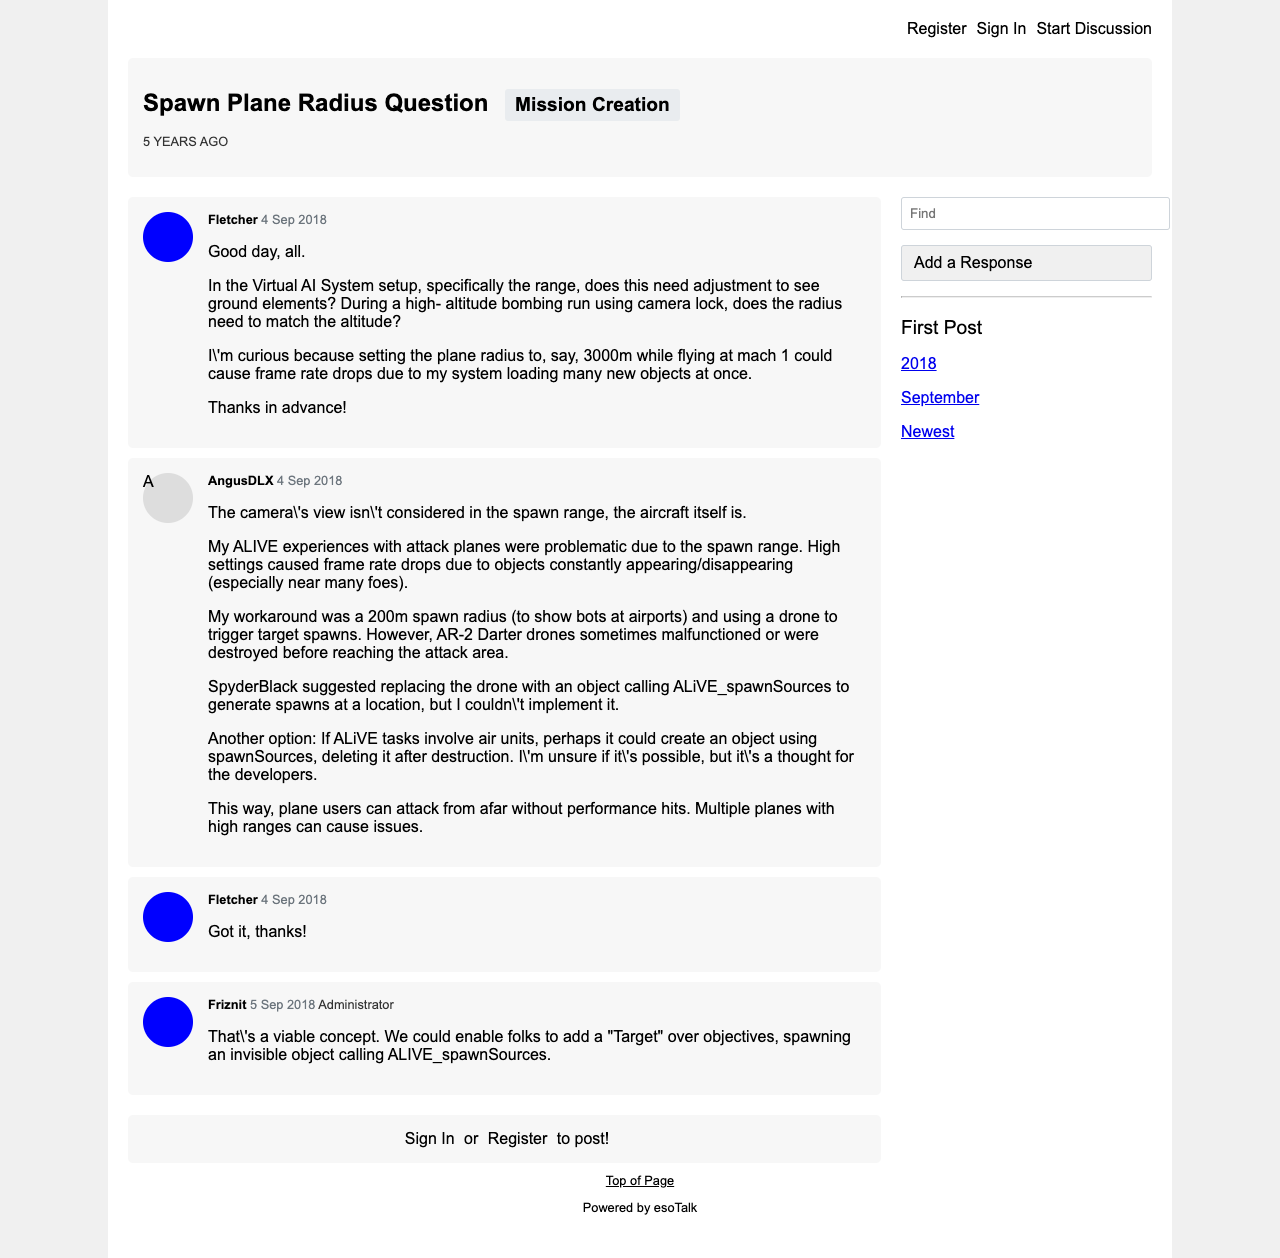 Register Sign In Start Discussion
Spawn Plane Radius Question Mission Creation
5 YEARS AGO
Fletcher 4 Sep 2018
Good day, all.
In the Virtual AI System setup, specifically the range, does this need adjustment to see
ground elements? During a high- altitude bombing run using camera lock, does the radius
need to match the altitude?
I\'m curious because setting the plane radius to, say, 3000m while flying at mach 1 could
cause frame rate drops due to my system loading many new objects at once.
Thanks in advance!
A
AngusDLX 4 Sep 2018
The camera\'s view isn\'t considered in the spawn range, the aircraft itself is.
My ALIVE experiences with attack planes were problematic due to the spawn range. High
settings caused frame rate drops due to objects constantly appearing/disappearing
(especially near many foes).
My workaround was a 200m spawn radius (to show bots at airports) and using a drone to
trigger target spawns. However, AR-2 Darter drones sometimes malfunctioned or were
destroyed before reaching the attack area.
SpyderBlack suggested replacing the drone with an object calling ALiVE_spawnSources to
generate spawns at a location, but I couldn\'t implement it.
Another option: If ALiVE tasks involve air units, perhaps it could create an object using
spawnSources, deleting it after destruction. I\'m unsure if it\'s possible, but it\'s a thought for
the developers.
This way, plane users can attack from afar without performance hits. Multiple planes with
high ranges can cause issues.
Fletcher 4 Sep 2018
Got it, thanks!
Friznit 5 Sep 2018 Administrator
That\'s a viable concept. We could enable folks to add a "Target" over objectives, spawning
an invisible object calling ALIVE_spawnSources.
Sign In or Register to post!
Find
Add a Response
First Post
2018
September
Newest
Top of Page
Powered by esoTalk